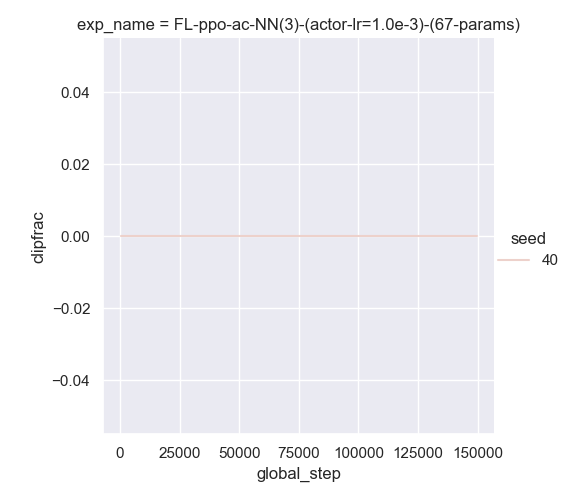 exp_name = FL-ppo-ac-NN(3)-(actor-lr=1.0e-3)-(67-params)
0.04
0.02
0.00
−0.02
−0.04
clipfrac
0 25000 50000 75000 100000 125000 150000
global_step
seed
40